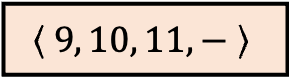 ⟨ 9, 10, 11, − ⟩